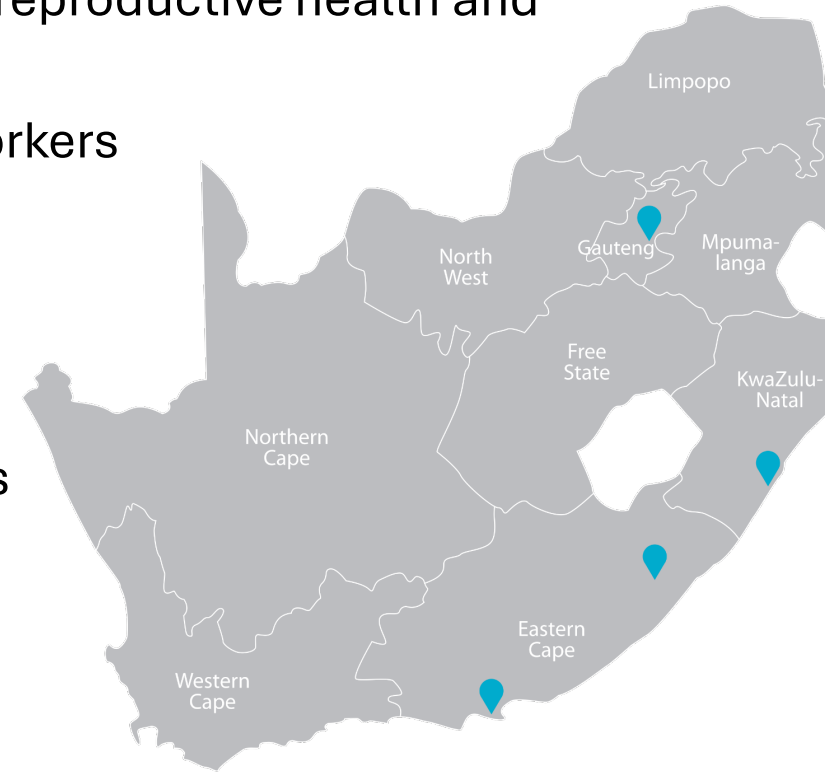 reproductive health and
Limpopo
orkers
Gauteng
Mpuma-
langa
North
West
Free
State
KwaZulu-
Natal
Northern
Cape
s
Eastern
Cape
Western
Cape